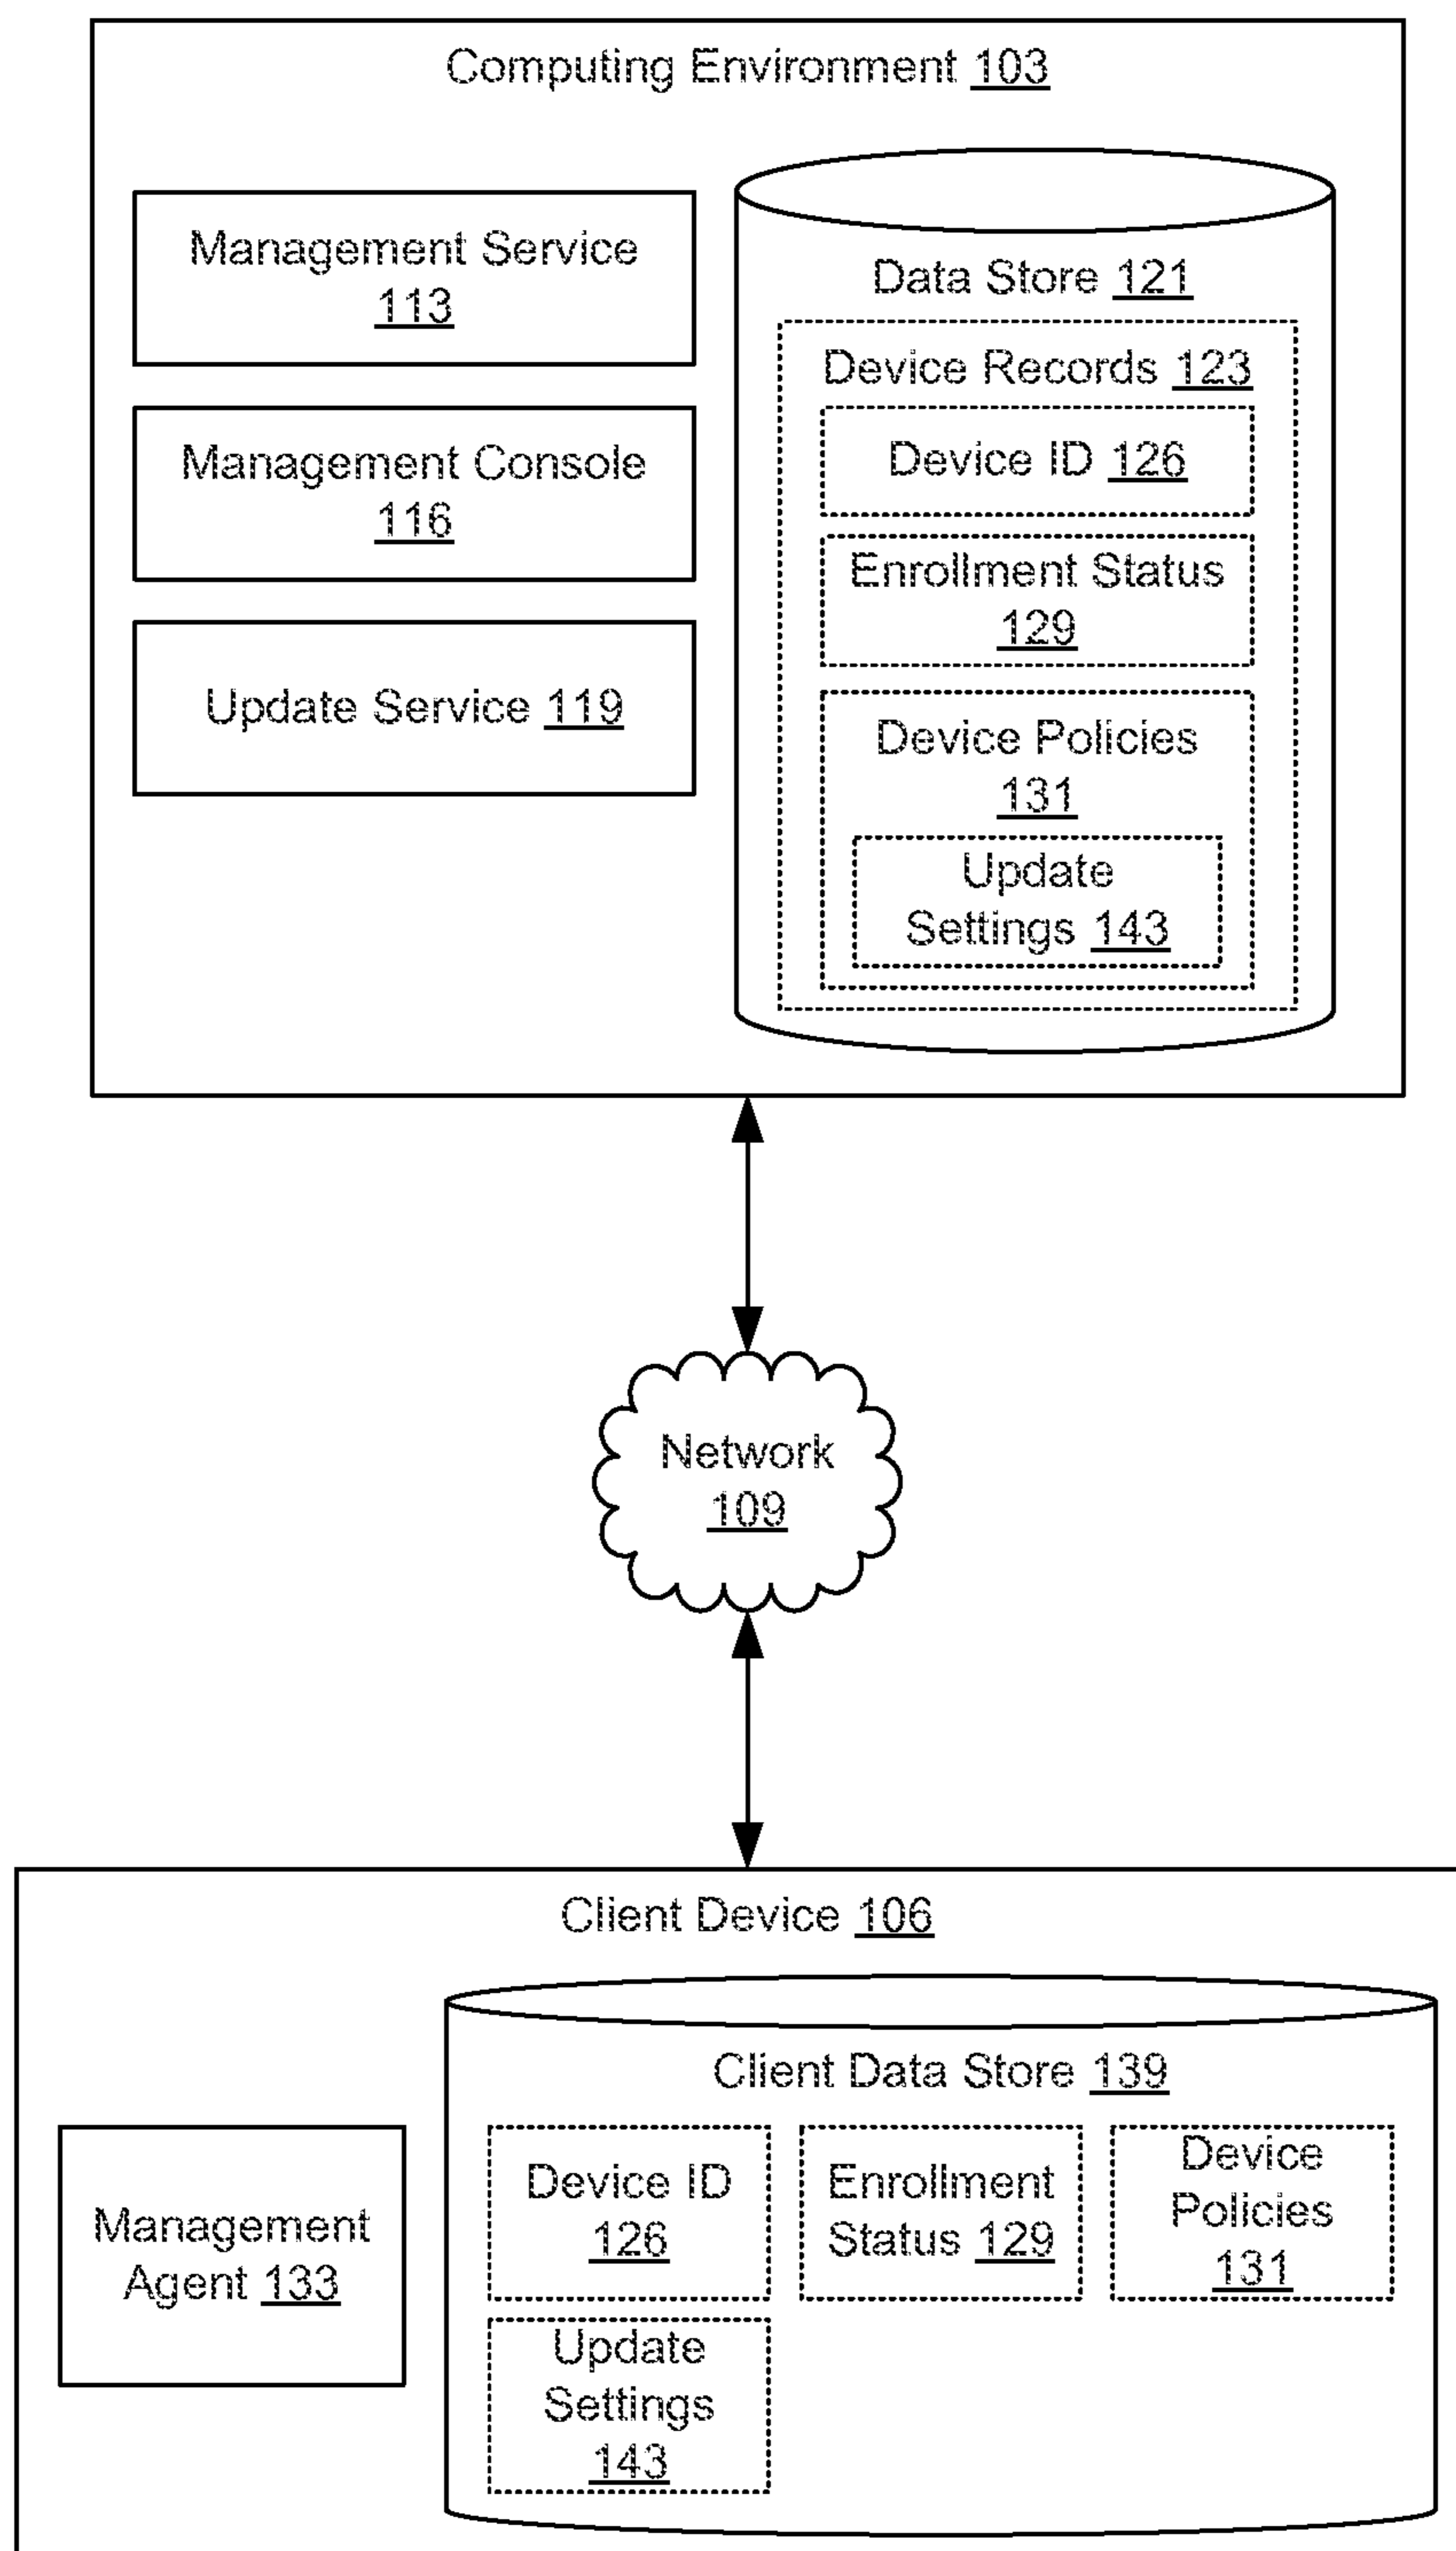 Computing Environment 103
Management Service
113
Management Console
116
Update Service 119
Data Store 121
Device Records 123
Device ID 126
Enrollment Status
129
Device Policies
131
Update
Settings 143
Network
109
Client Device 106
Management
Agent 133
Client Data Store 139
Device ID
126
Enrollment
Status 129
Device
Policies
131
Update
Settings
143